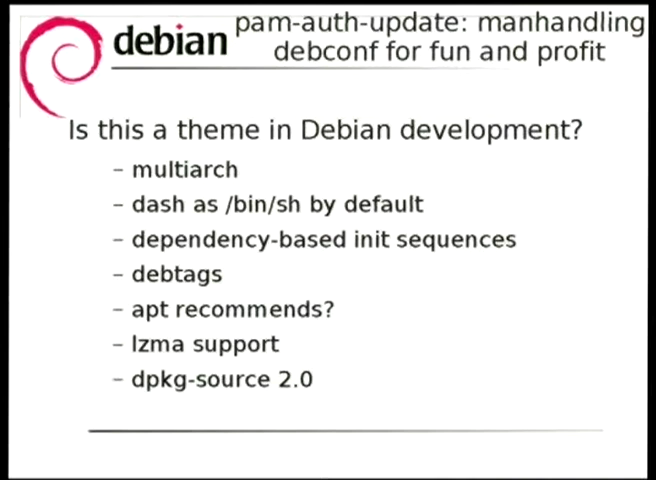 debian
pam-auth-update: manhandling
debconf for fun and profit
Is this a theme in Debian development?
– multiarch
– dash as /bin/sh by default
– dependency-based init sequences
– debtags
– apt recommends?
– lzma support
– dpkg-source 2.0